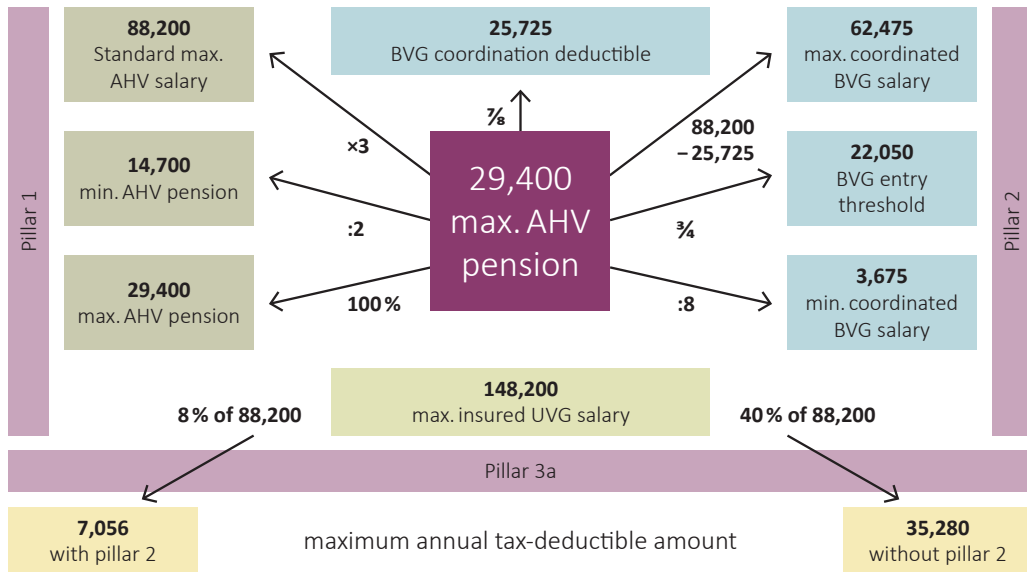 88,200
Standard max.
AHV salary
25,725
BVG coordination deductible
62,475
max. coordinated
BVG salary
⅞
×3
88,200
– 25,725
14,700
min. AHV pension
29,400
max. AHV
pension
22,050
BVG entry
threshold
:2
¾
29,400
max. AHV pension
100 %
:8
3,675
min. coordinated
BVG salary
Pillar 1
Pillar 2
8 % of 88,200
148,200
max. insured UVG salary
40 % of 88,200
Pillar 3a
7,056
with pillar 2
maximum annual tax-deductible amount
35,280
without pillar 2